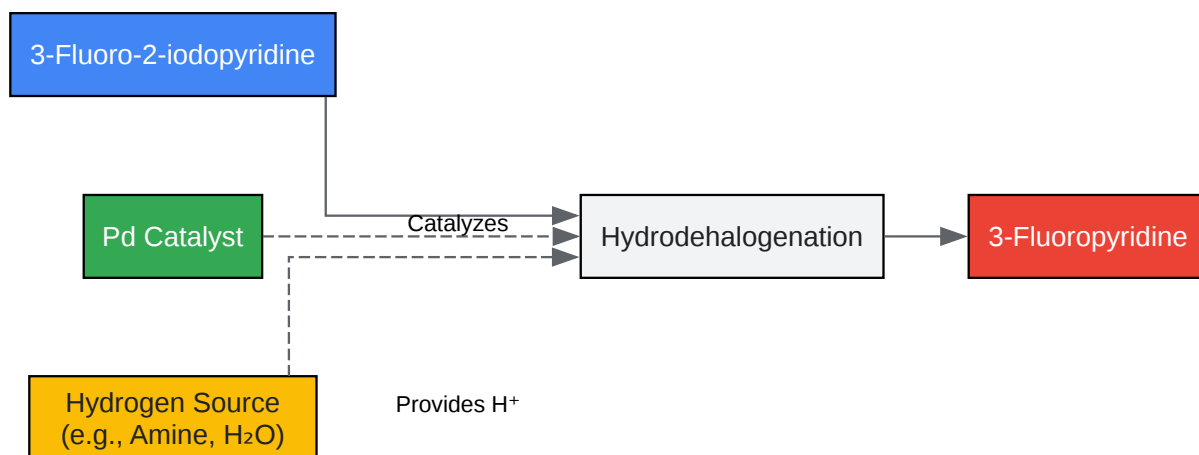 3-Fluoro-2-iodopyridine
Pd Catalyst
Catalyzes
Hydrodehalogenation
3-Fluoropyridine
Hydrogen Source
(e.g., Amine, H₂O)
Provides H⁺